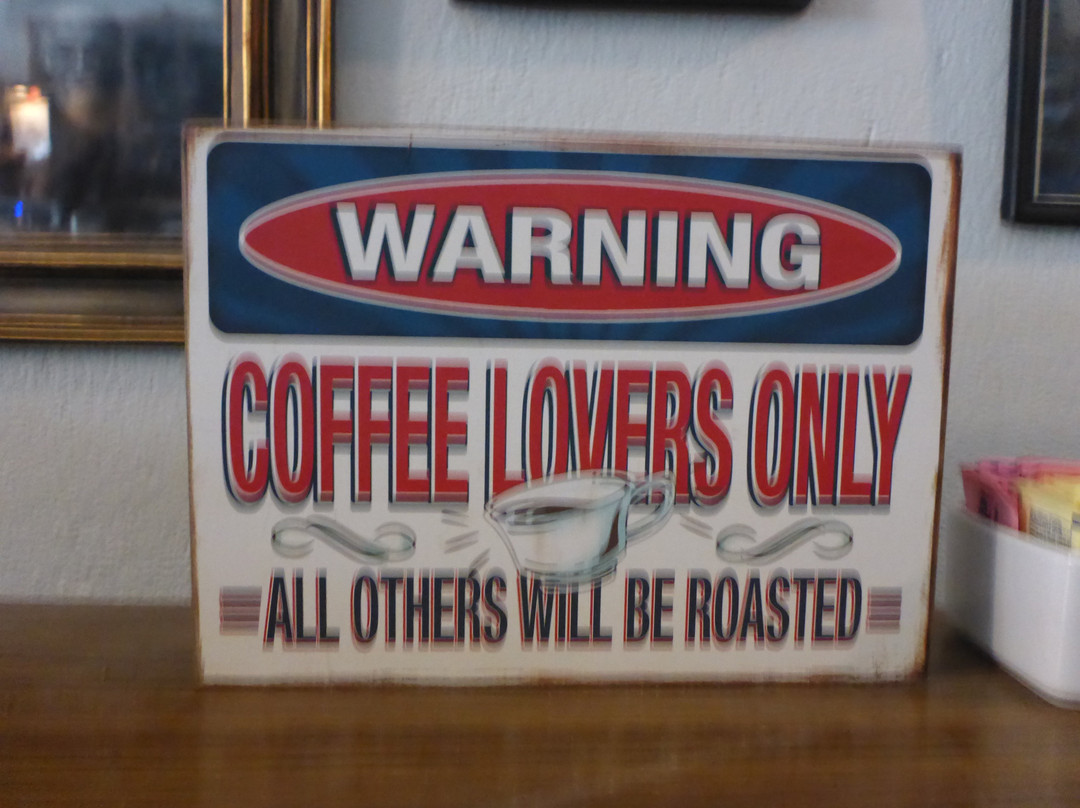 WARNING
COFFEE LOVERS ONLY
ALL OTHERS WILL BE ROASTED